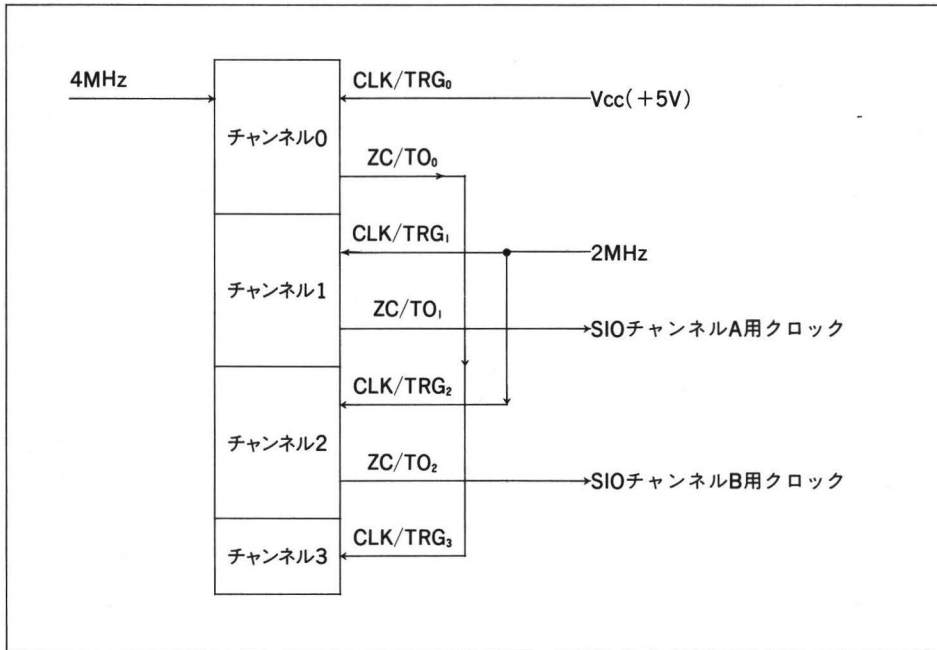 4MHz
チャンネル0
CLK/TRG₀
Vcc(+5V)
ZC/TO₀
チャンネル1
CLK/TRG₁
2MHz
ZC/TO₁
SIOチャンネルA用クロック
チャンネル2
CLK/TRG₂
ZC/TO₂
SIOチャンネルB用クロック
チャンネル3
CLK/TRG₃